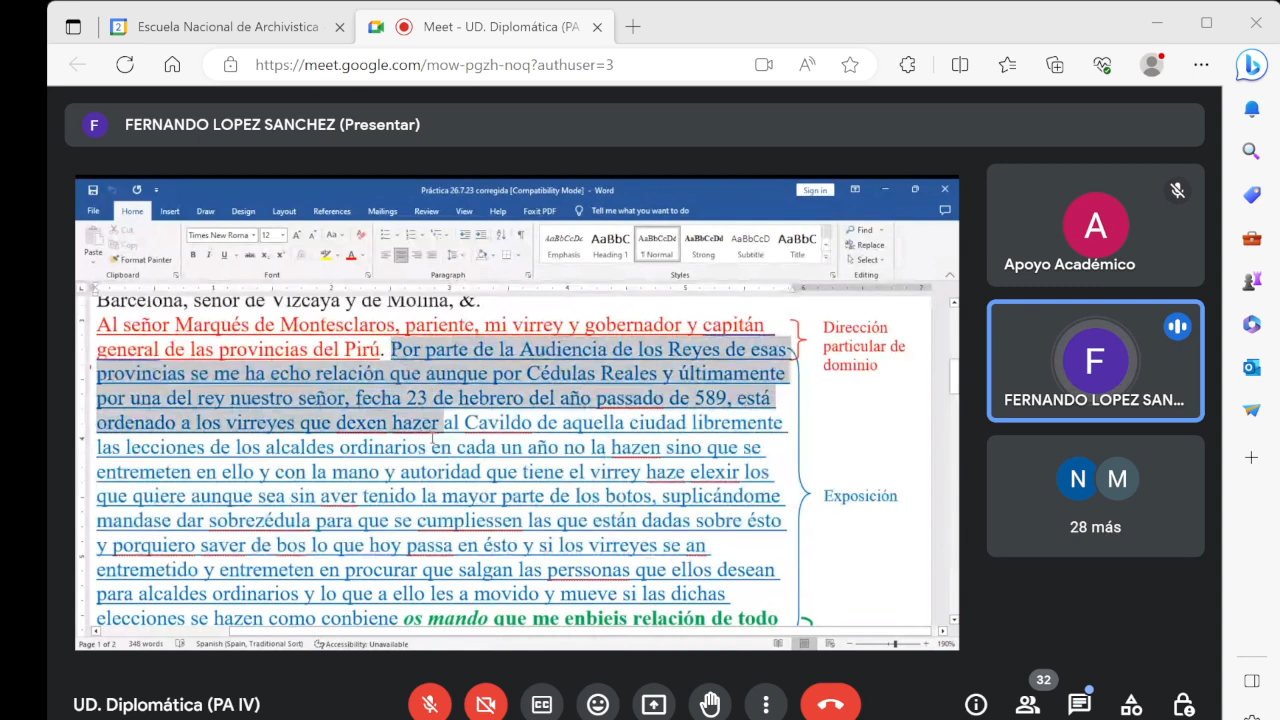 Escuela Nacional de Archivistica
Meet - UD. Diplomática (PA
https://meet.google.com/mow-pgzh-noq?authuser=3
F FERNANDO LOPEZ SANCHEZ (Presentar)
Práctica 26.7.23 corregida [Compatibility Mode] - Word
Sign in
File Home Insert Draw Design Layout References Mailings Review View Help Foxit PDF Tell me what you want to do
Paste
Cut
Copy
Format Painter
Clipboard
Times New Roma 12
Font
Paragraph
AaBbCcDd Emphasis
AaBbC Heading 1
AaBbCcDd ¶ Normal
AaBbCcDd Strong
AaBbCcD Subtitle
AaBbC Title
Styles
Find
Replace
Select
Editing
Barcelona, señor de Vizcaya y de Molina, &.
Al señor Marqués de Montesclaros, pariente, mi virrey y gobernador y capitán
general de las provincias del Pirú. Por parte de la Audiencia de los Reyes de esas
provincias se me ha echo relación que aunque por Cédulas Reales y últimamente
por una del rey nuestro señor, fecha 23 de hebrero del año passado de 589, está
ordenado a los virreyes que dexen hazer al Cavildo de aquella ciudad libremente
las lecciones de los alcaldes ordinarios en cada un año no la hazen sino que se
entremeten en ello y con la mano y autoridad que tiene el virrey haze elexir los
que quiere aunque sea sin aver tenido la mayor parte de los botos, suplicándome
mandase dar sobrezédula para que se cumpliessen las que están dadas sobre ésto
y porquiero saver de bos lo que hoy passa en ésto y si los virreyes se an
entremetido y entremeten en procurar que salgan las perssonas que ellos desean
para alcaldes ordinarios y lo que a ello les a movido y mueve si las dichas
elecciones se hazen como conbiene os mando que me enbieis relación de todo
Dirección
particular de
dominio
Exposición
Page 1 of 2 348 words Spanish (Spain, Traditional Sort) Accessibility: Unavailable 190%
A
Apoyo Académico
F
FERNANDO LOPEZ SAN...
N M
28 más
UD. Diplomática (PA IV)
32